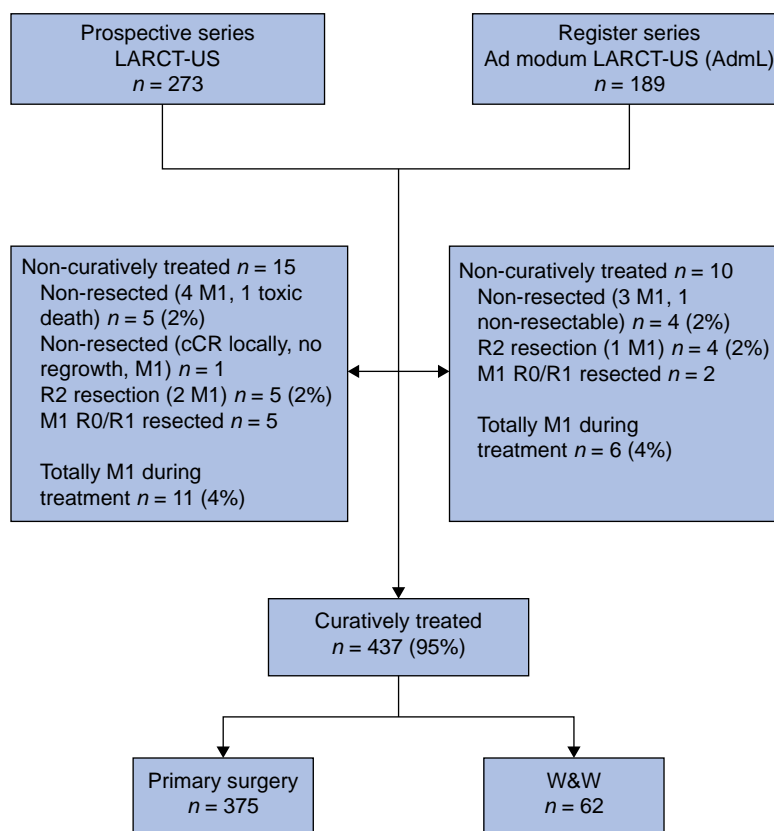 Prospective series
LARCT-US
n = 273
Register series
Ad modum LARCT-US (AdmL)
n = 189
Non-curatively treated n = 15
Non-resected (4 M1, 1 toxic
death) n = 5 (2%)
Non-resected (cCR locally, no
regrowth, M1) n = 1
R2 resection (2 M1) n = 5 (2%)
M1 R0/R1 resected n = 5
Totally M1 during
treatment n = 11 (4%)
Non-curatively treated n = 10
Non-resected (3 M1, 1
non-resectable) n = 4 (2%)
R2 resection (1 M1) n = 4 (2%)
M1 R0/R1 resected n = 2
Totally M1 during
treatment n = 6 (4%)
Curatively treated
n = 437 (95%)
Primary surgery
n = 375
W&W
n = 62